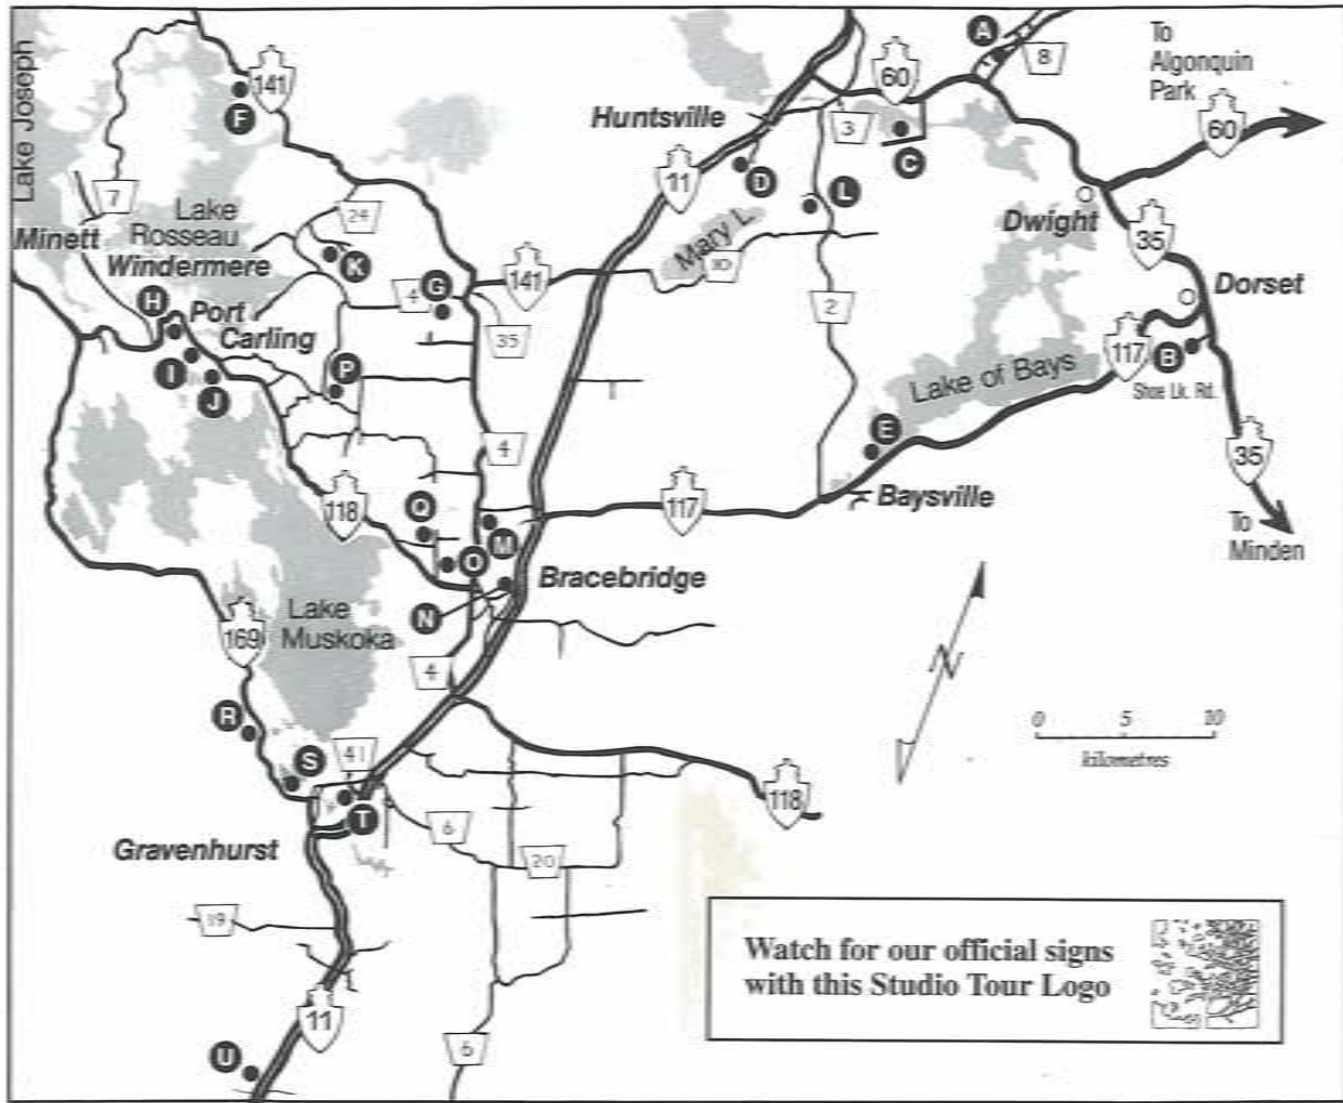 A
To
Algonquin
Park
8
60
141
Lake Joseph
F
Huntsville
3
60
C
11
D
L
7
Lake
Rosseau
24
Dwight
Minett
Windermere
K
Mary L.
10
35
141
4
G
Dorset
H
Port
Carling
35
2
117
B
Shoe Lk. Rd.
I
J
P
Lake of Bays
E
4
35
118
Q
117
Baysville
To
Minden
M
O
Bracebridge
N
Lake
Muskoka
169
4
N
R
0 5 10
kilometres
S
41
118
T
6
Gravenhurst
20
19
Watch for our official signs
with this Studio Tour Logo
11
U
6